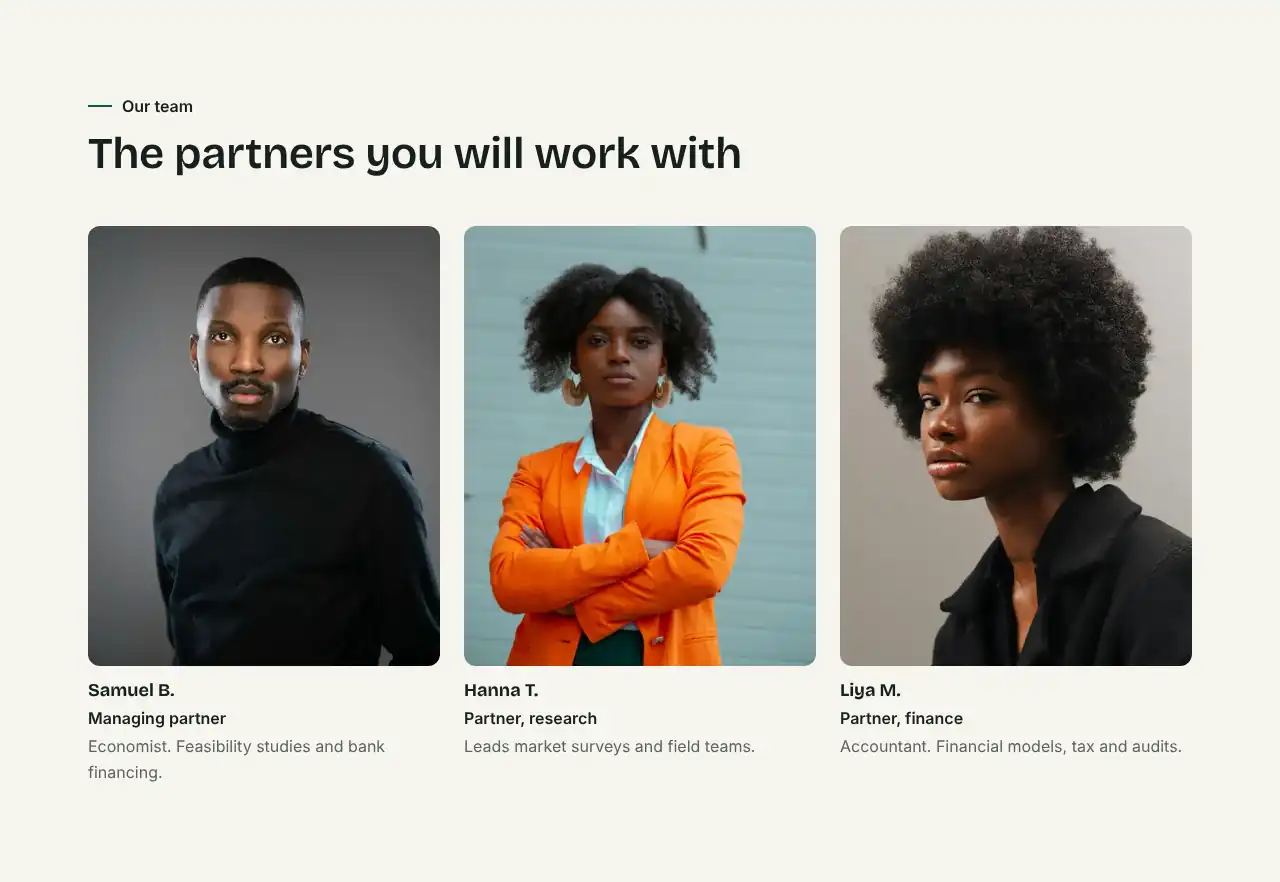 Our team
The partners you will work with
Samuel B.
Managing partner
Economist. Feasibility studies and bank
financing.
Hanna T.
Partner, research
Leads market surveys and field teams.
Liya M.
Partner, finance
Accountant. Financial models, tax and audits.